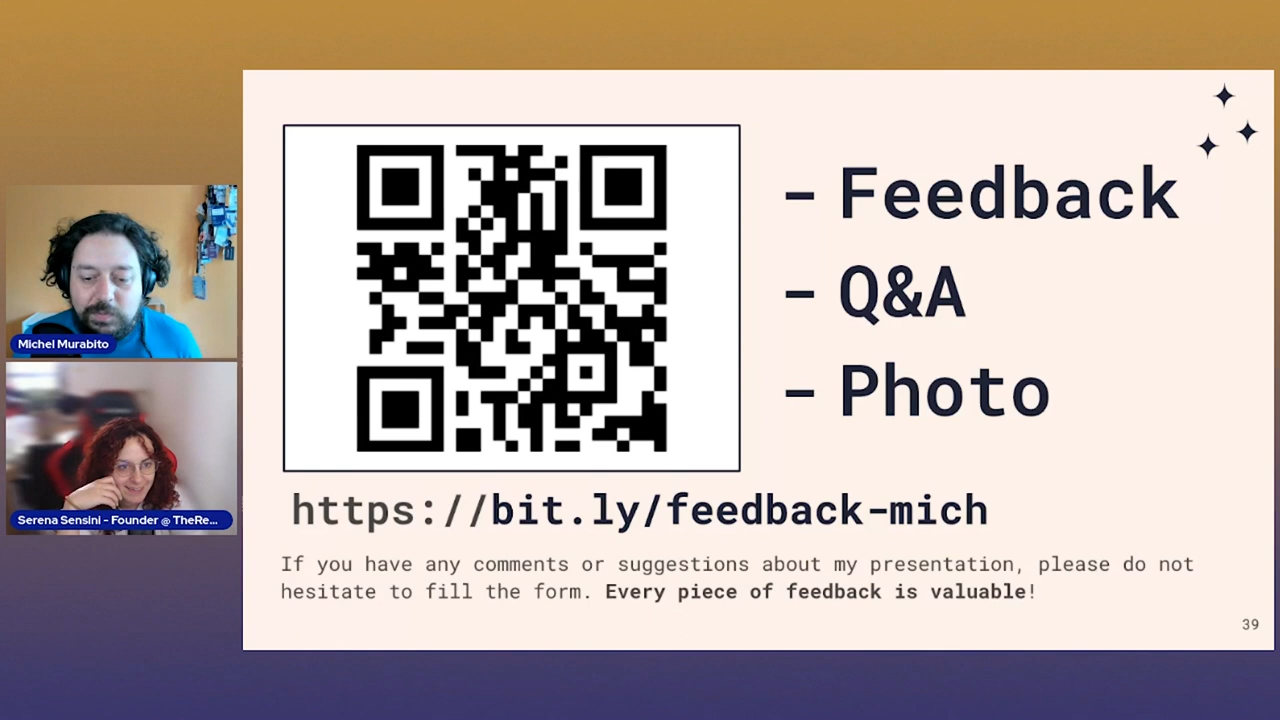 Michel Murabito
Serena Sensini - Founder @ TheRe...
- Feedback
- Q&A
- Photo
https://bit.ly/feedback-mich
If you have any comments or suggestions about my presentation, please do not
hesitate to fill the form. Every piece of feedback is valuable!
39